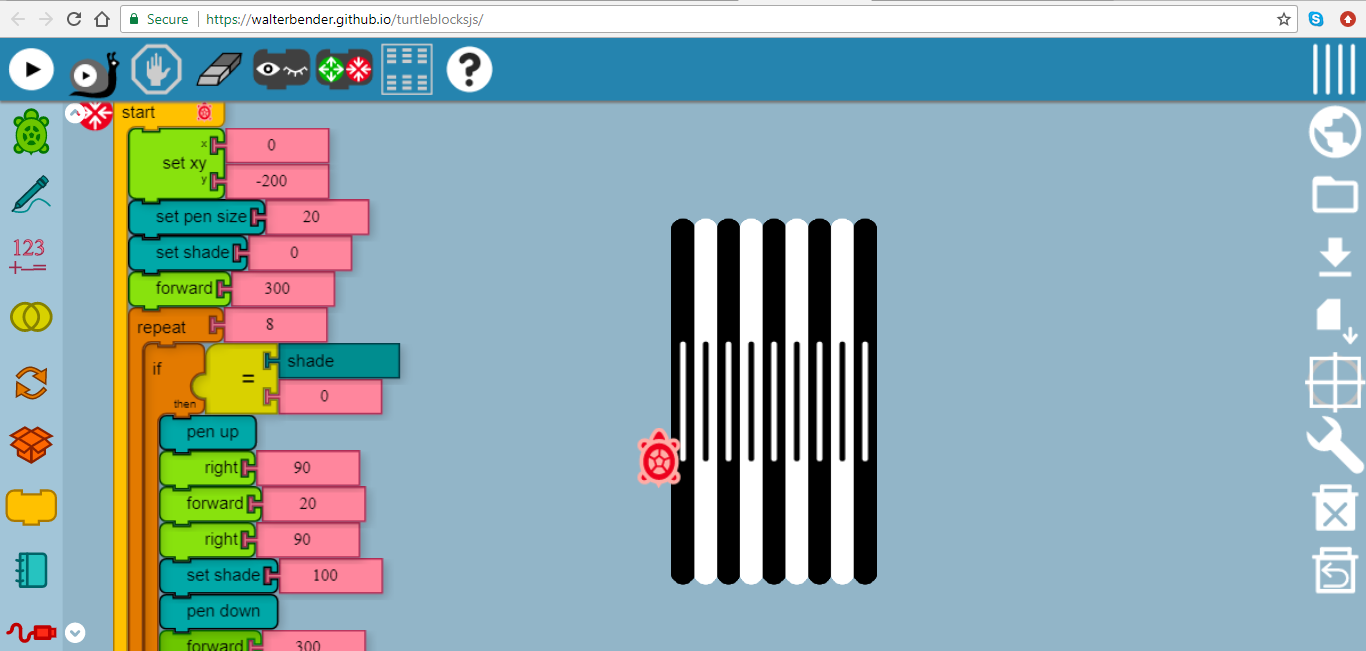 Secure | https://walterbender.github.io/turtleblocksjs/
?
start
x 0
set xy
y -200
set pen size 20
set shade 0
forward 300
repeat 8
if = shade
0
then
pen up
right 90
forward 20
right 90
set shade 100
pen down
forward 300
123
+–=